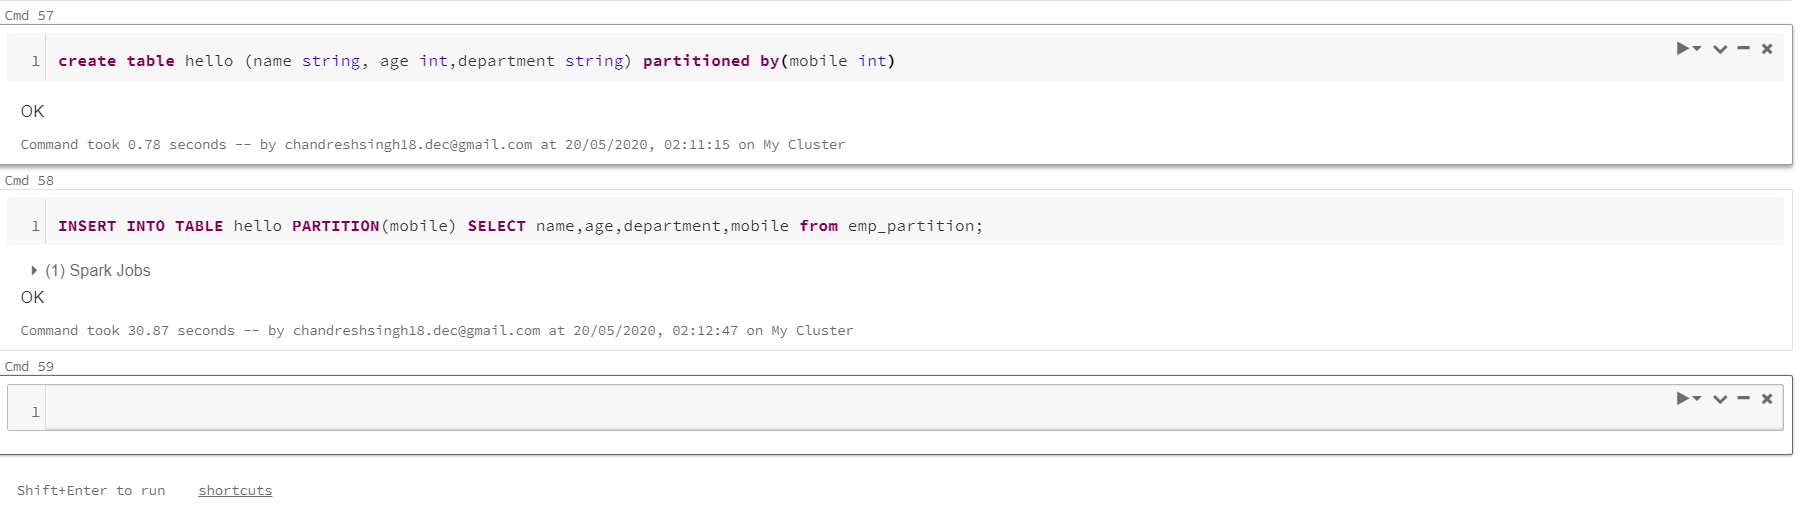 Cmd 57
1 create table hello (name string, age int,department string) partitioned by(mobile int)
OK
Command took 0.78 seconds -- by chandreshsingh18.dec@gmail.com at 20/05/2020, 02:11:15 on My Cluster
Cmd 58
1 INSERT INTO TABLE hello PARTITION(mobile) SELECT name,age,department,mobile from emp_partition;
(1) Spark Jobs
OK
Command took 30.87 seconds -- by chandreshsingh18.dec@gmail.com at 20/05/2020, 02:12:47 on My Cluster
Cmd 59
1
Shift+Enter to run shortcuts